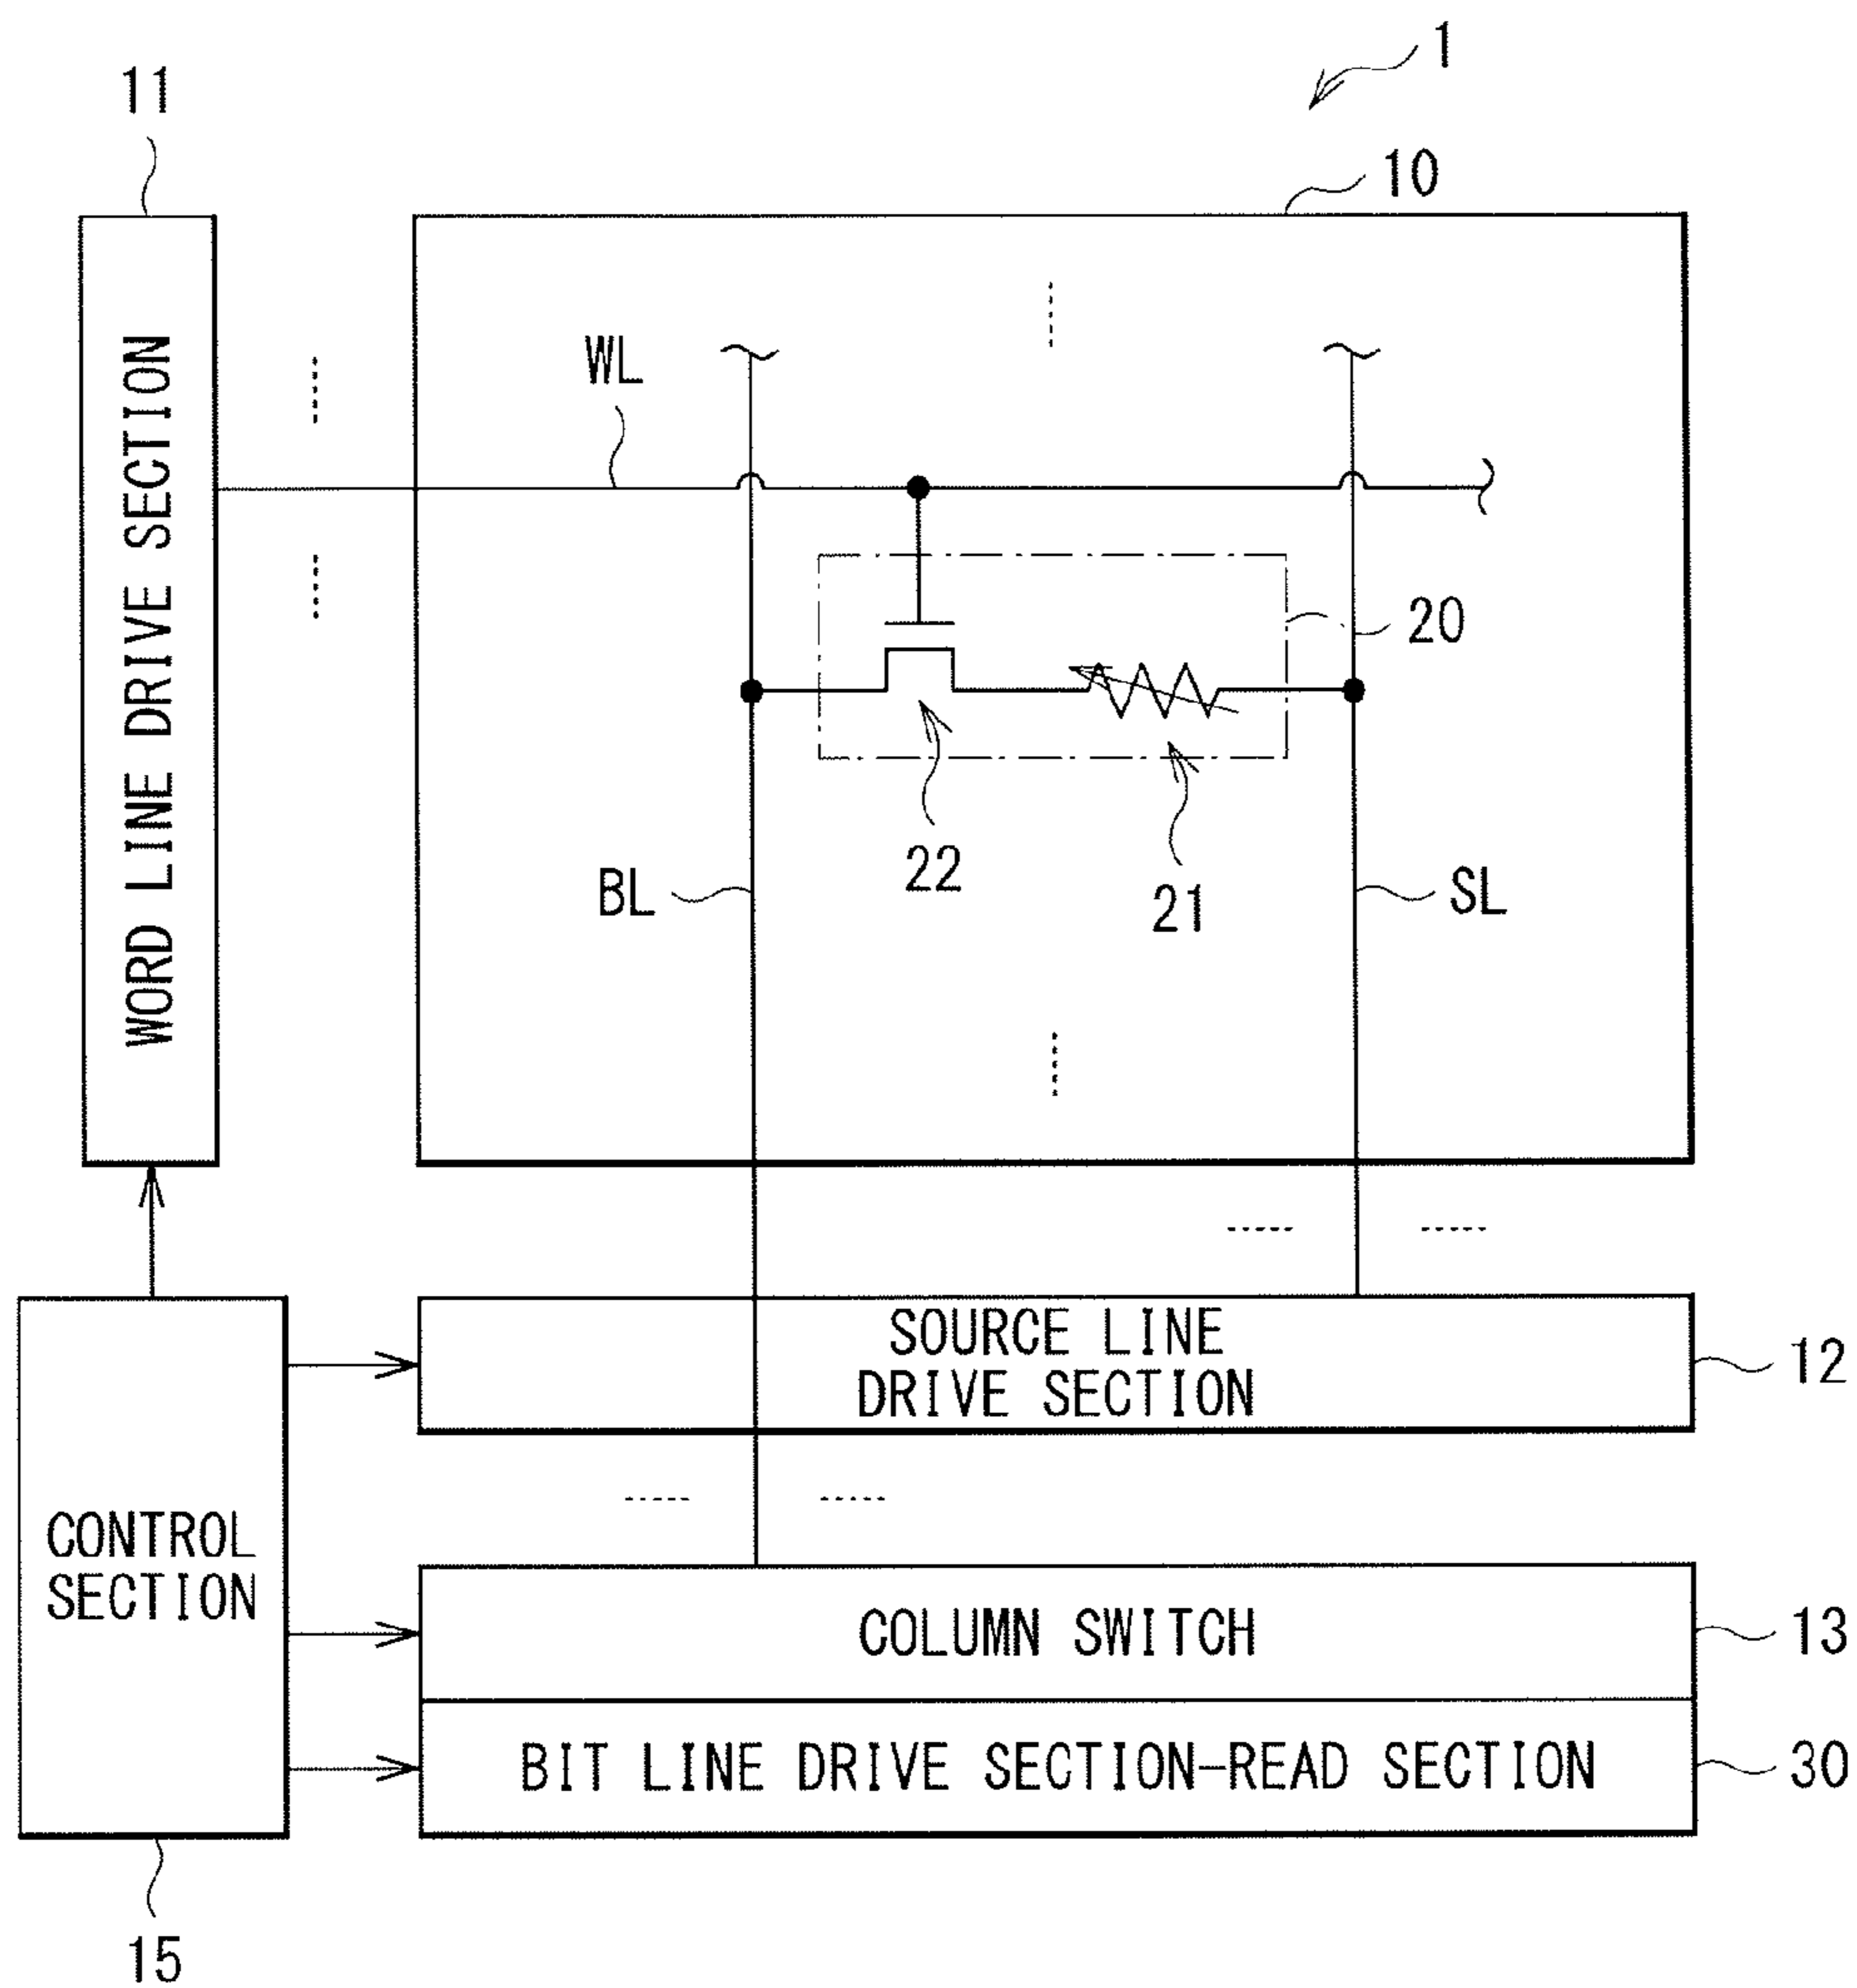 1
11
10
WL
WORD LINE DRIVE SECTION
20
22
21
BL
SL
SOURCE LINE
DRIVE SECTION
12
CONTROL
SECTION
COLUMN SWITCH
13
BIT LINE DRIVE SECTION-READ SECTION
30
15